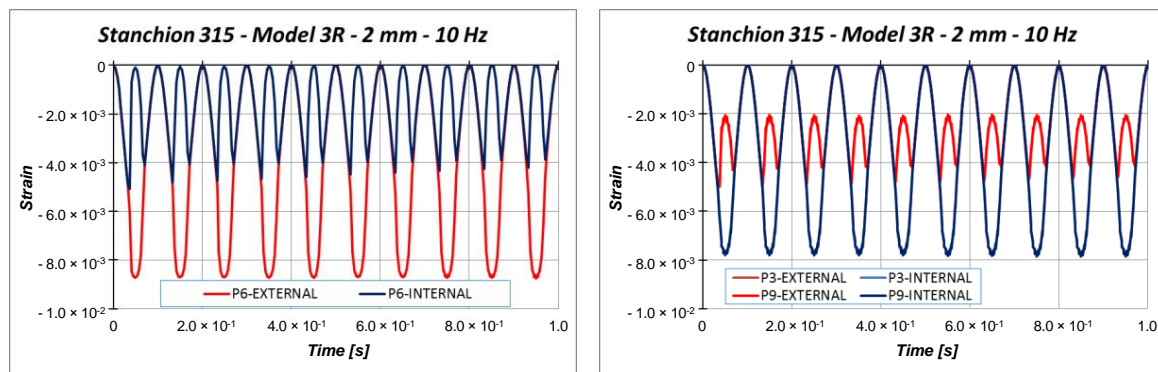 Stanchion 315 - Model 3R - 2 mm - 10 Hz
0
- 2.0 × 10⁻³
- 4.0 × 10⁻³
- 6.0 × 10⁻³
- 8.0 × 10⁻³
- 1.0 × 10⁻²
Strain
P6-EXTERNAL P6-INTERNAL
0 2.0 × 10⁻¹ 4.0 × 10⁻¹ 6.0 × 10⁻¹ 8.0 × 10⁻¹ 1.0
Time [s]
Stanchion 315 - Model 3R - 2 mm - 10 Hz
0
- 2.0 × 10⁻³
- 4.0 × 10⁻³
- 6.0 × 10⁻³
- 8.0 × 10⁻³
- 1.0 × 10⁻²
Strain
P3-EXTERNAL P3-INTERNAL
P9-EXTERNAL P9-INTERNAL
0 2.0 × 10⁻¹ 4.0 × 10⁻¹ 6.0 × 10⁻¹ 8.0 × 10⁻¹ 1.0
Time [s]